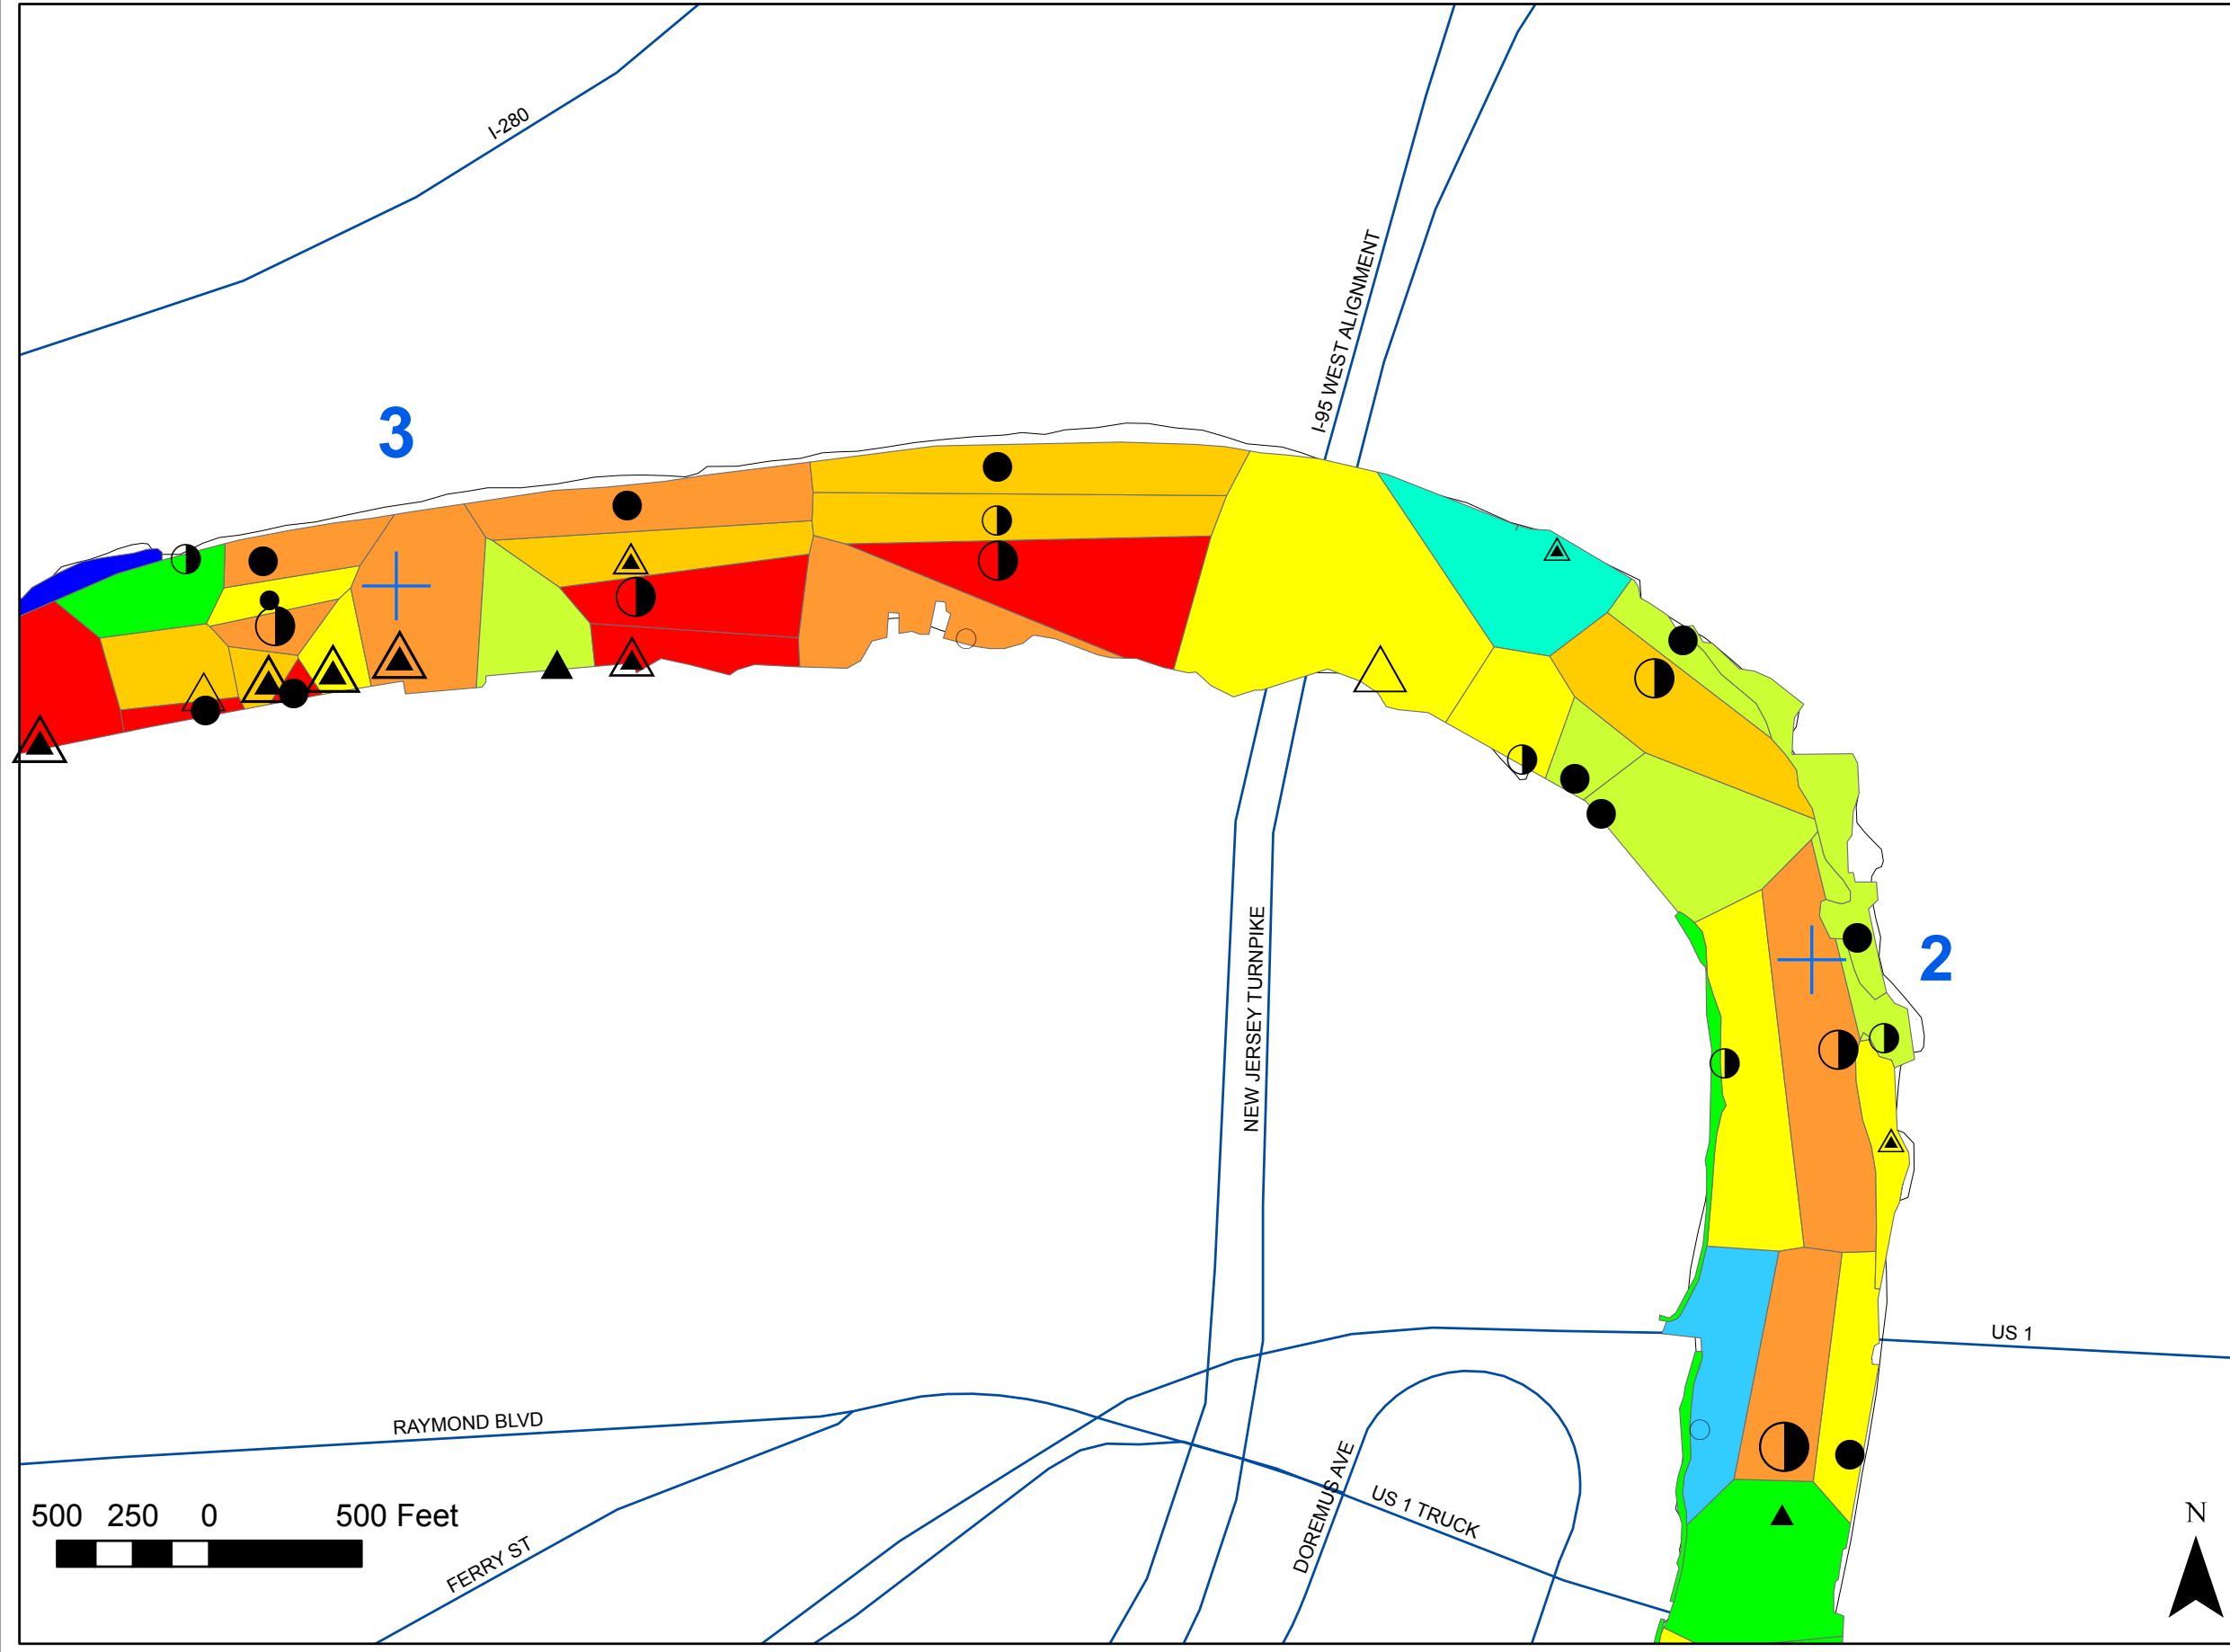 I-280
I-95 WEST ALIGNMENT
3
2
NEW JERSEY TURNPIKE
US 1
RAYMOND BLVD
DOREMUS AVE
US 1 TRUCK
500 250 0 500 Feet
FERRY ST
N